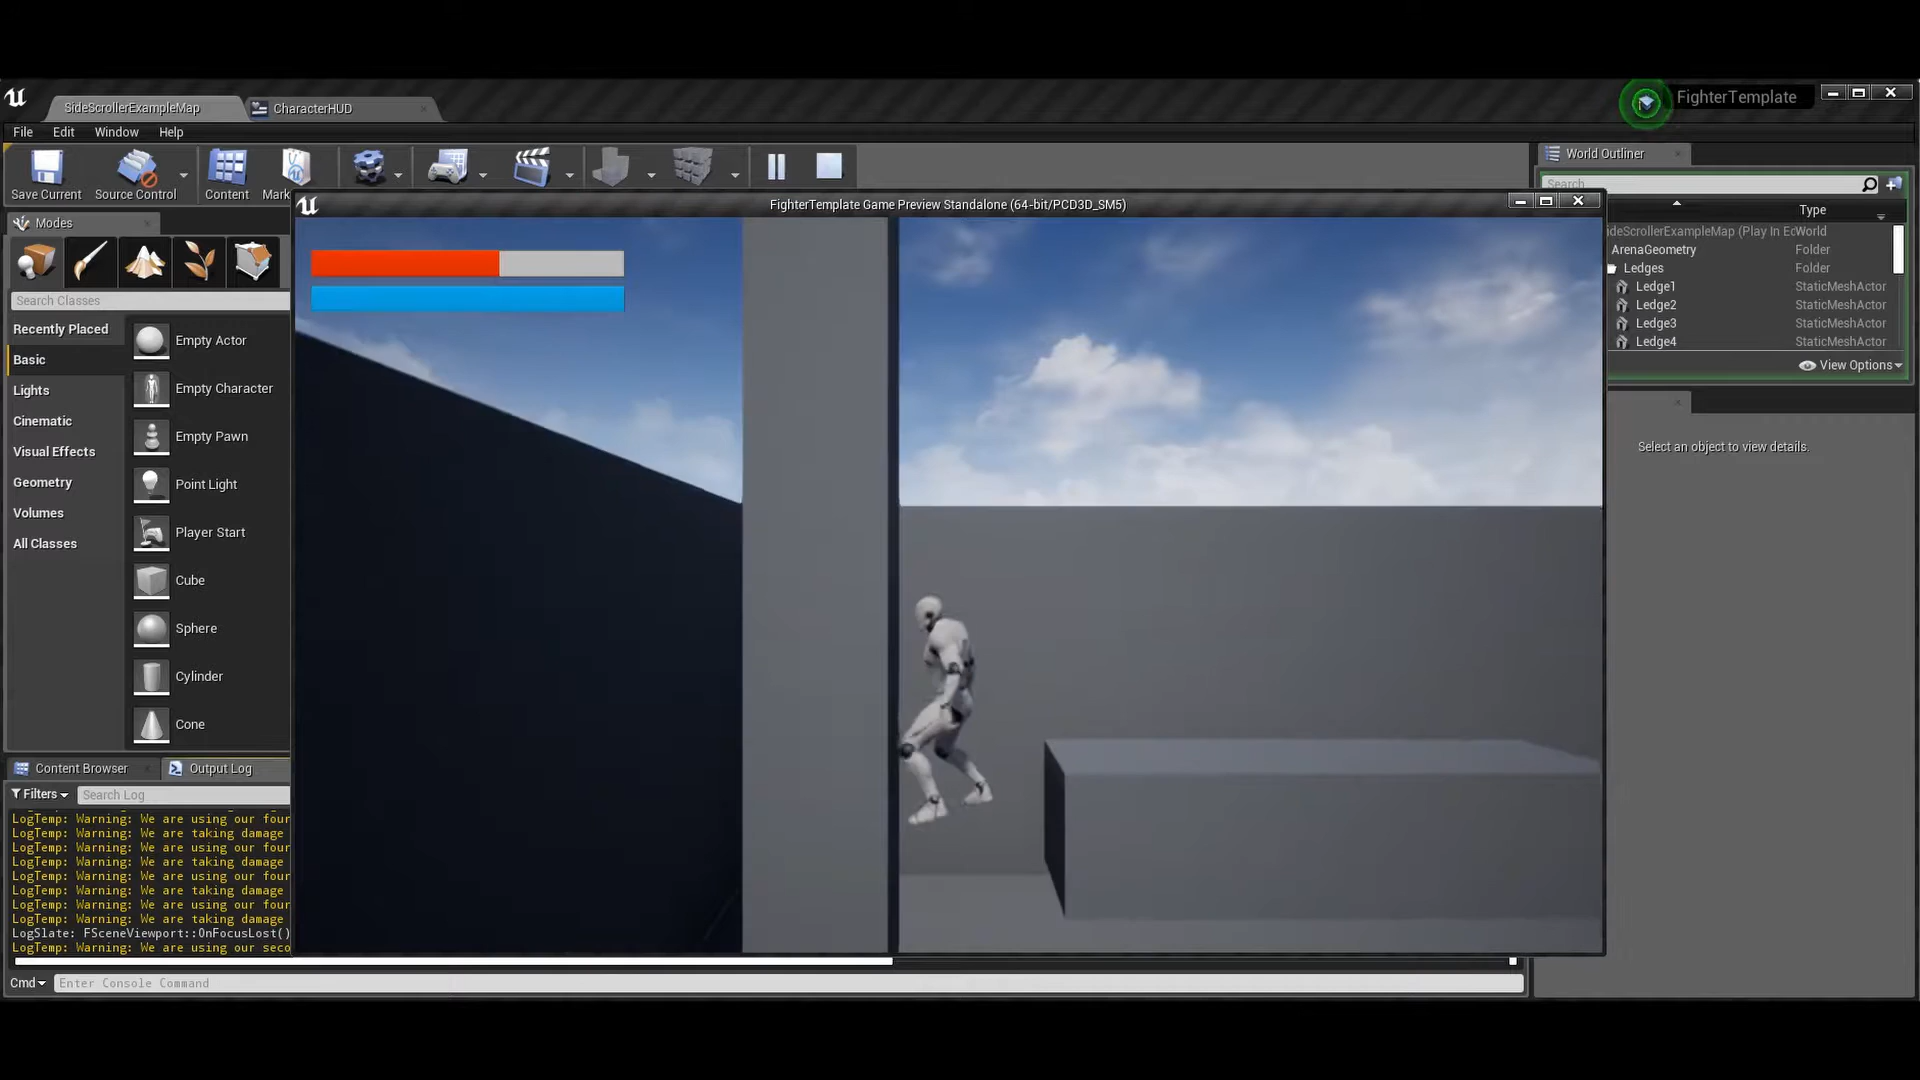 SideScrollerExampleMap
CharacterHUD
FighterTemplate
File Edit Window Help
World Outliner
Save Current
Source Control
Content
Mark
Search
FighterTemplate Game Preview Standalone (64-bit/PCD3D_SM5)
Type
Modes
ideScrollerExampleMap (Play In Ec World
ArenaGeometry Folder
Ledges Folder
Ledge1 StaticMeshActor
Ledge2 StaticMeshActor
Ledge3 StaticMeshActor
Ledge4 StaticMeshActor
View Options
Search Classes
Recently Placed
Basic
Lights
Cinematic
Visual Effects
Geometry
Volumes
All Classes
Empty Actor
Empty Character
Empty Pawn
Point Light
Player Start
Cube
Sphere
Cylinder
Cone
Select an object to view details.
Content Browser
Output Log
Filters
Search Log
LogTemp: Warning: We are using our four
LogTemp: Warning: We are taking damage
LogTemp: Warning: We are using our four
LogTemp: Warning: We are taking damage
LogTemp: Warning: We are using our four
LogTemp: Warning: We are taking damage
LogTemp: Warning: We are using our four
LogTemp: Warning: We are taking damage
LogSlate: FSceneViewport::OnFocusLost()
LogTemp: Warning: We are using our seco
Cmd
Enter Console Command